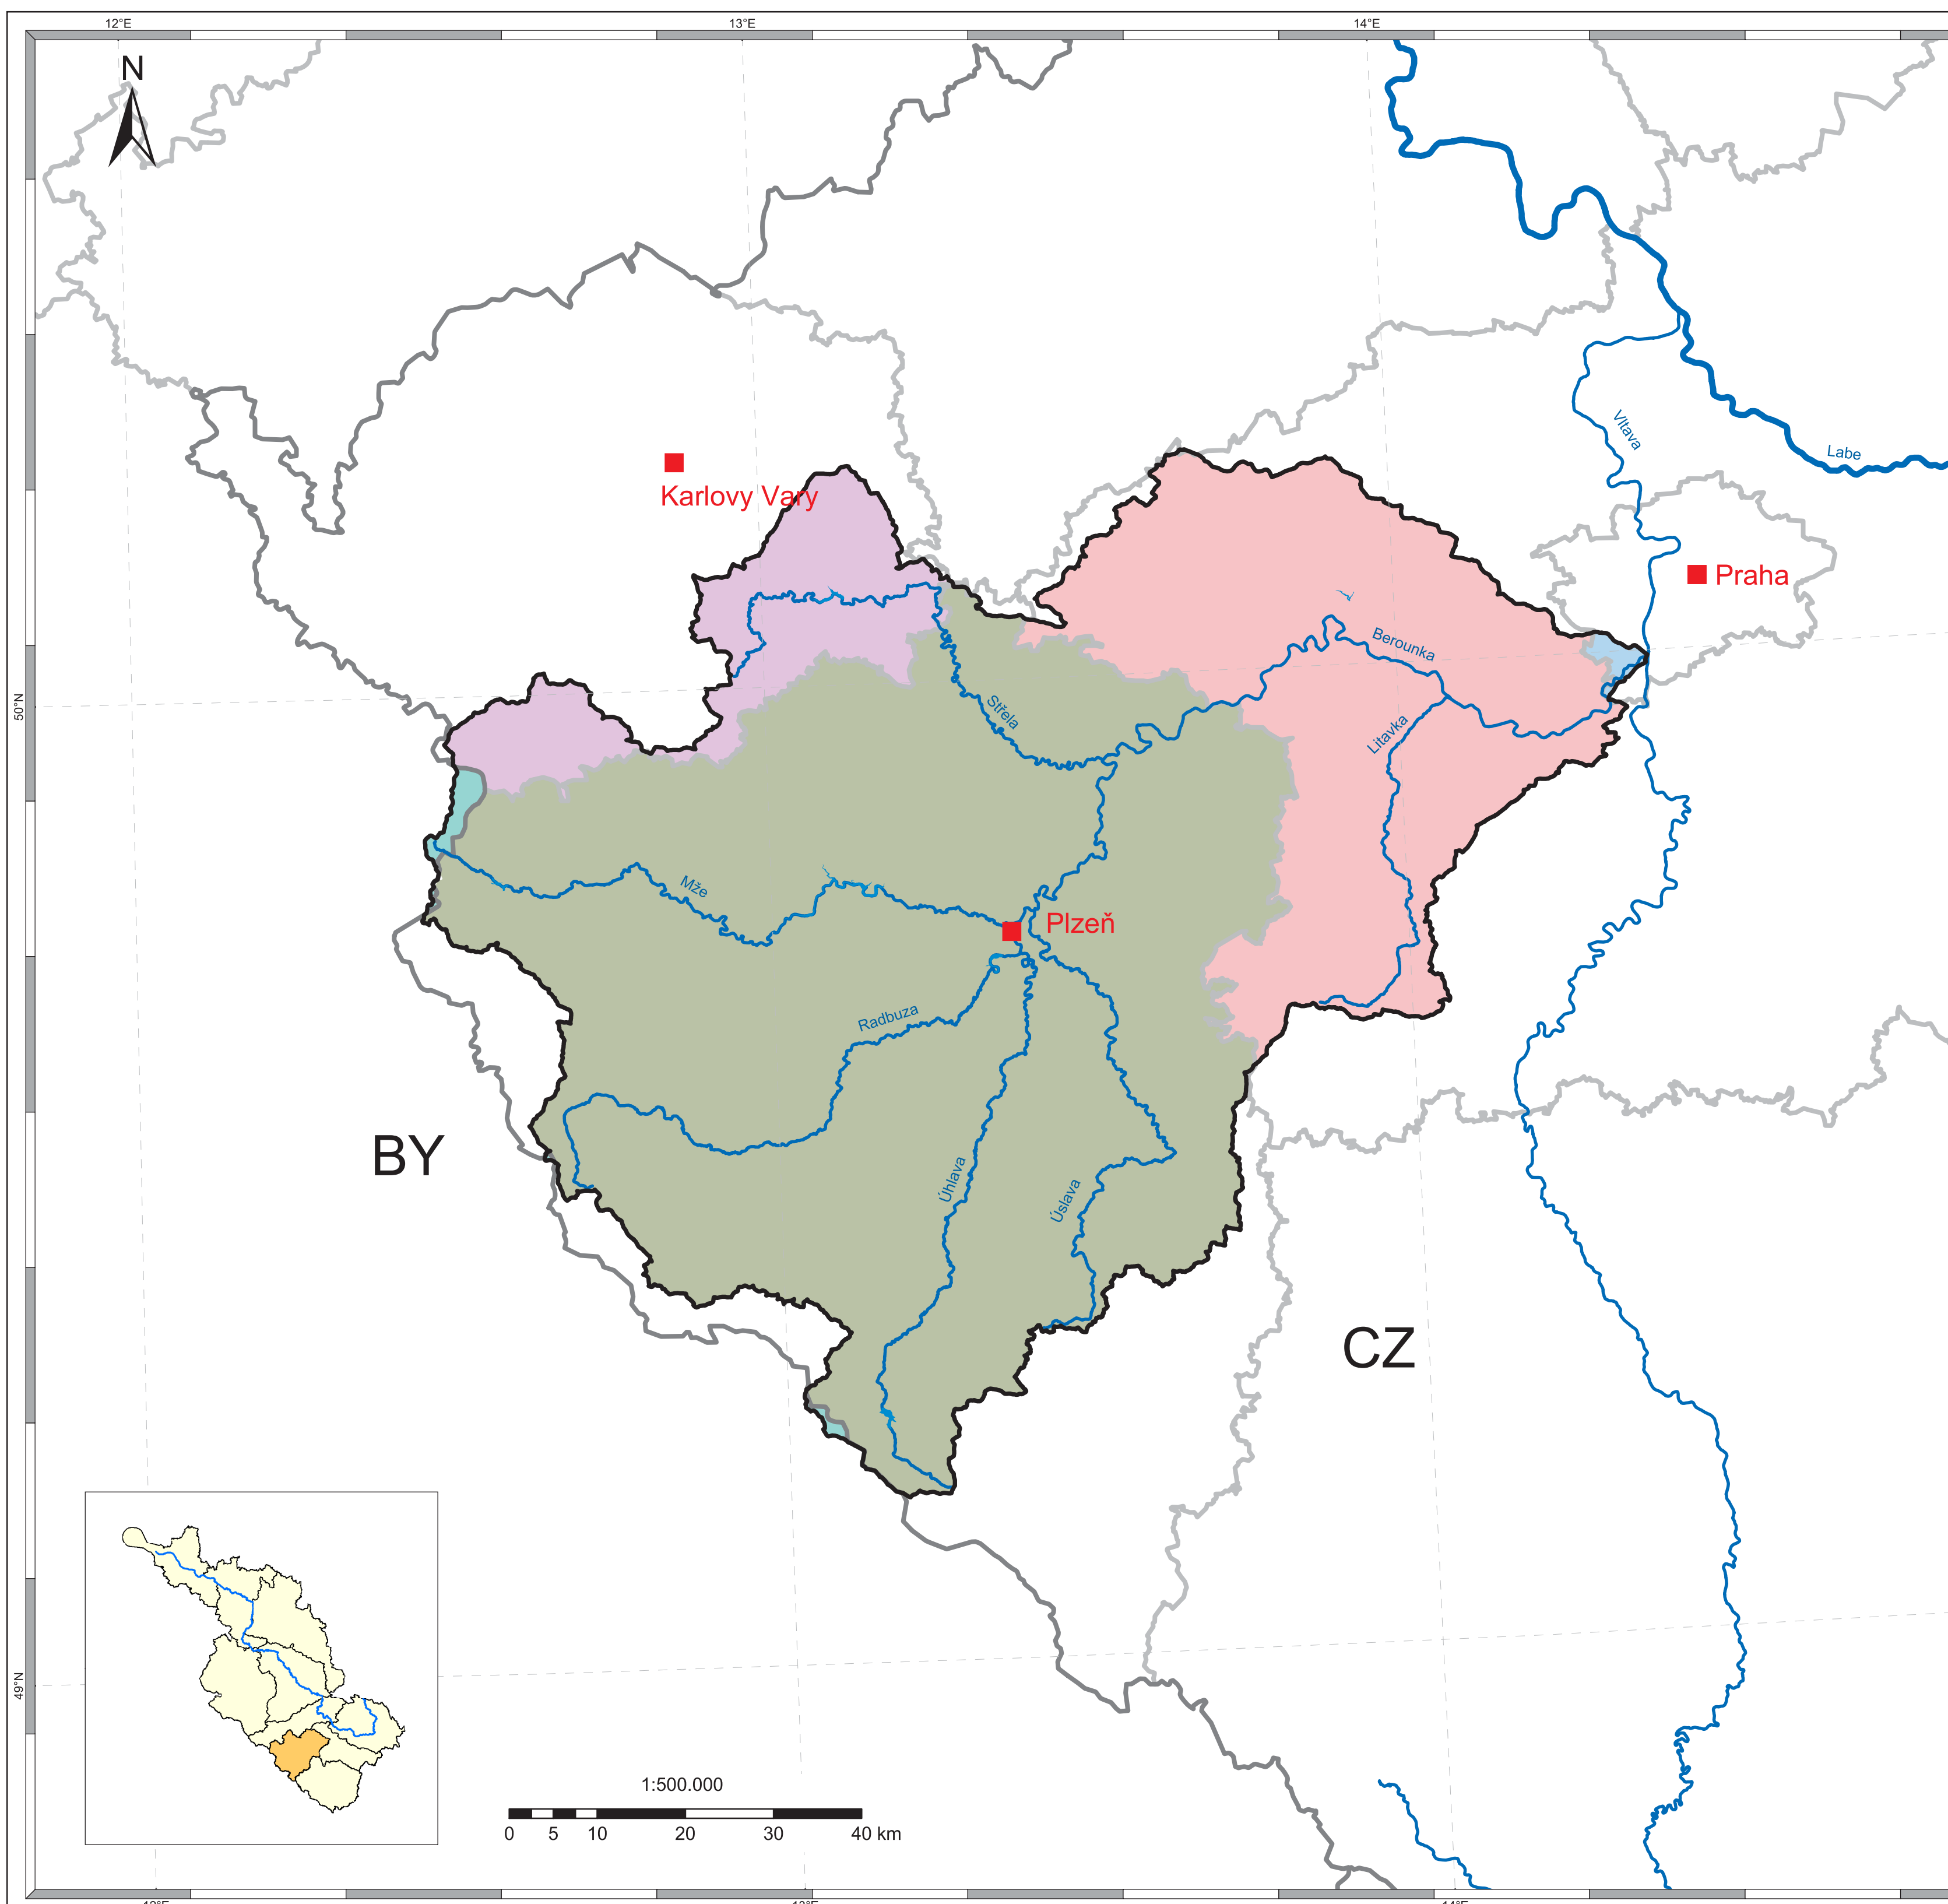 12°E
13°E
14°E
N
Vltava
Labe
Karlovy Vary
Praha
Berounka
50°N
Střela
Litavka
Mže
Plzeň
Radbuza
BY
Úhlava
Úslava
CZ
49°N
1:500.000
0 5 10 20 30 40 km